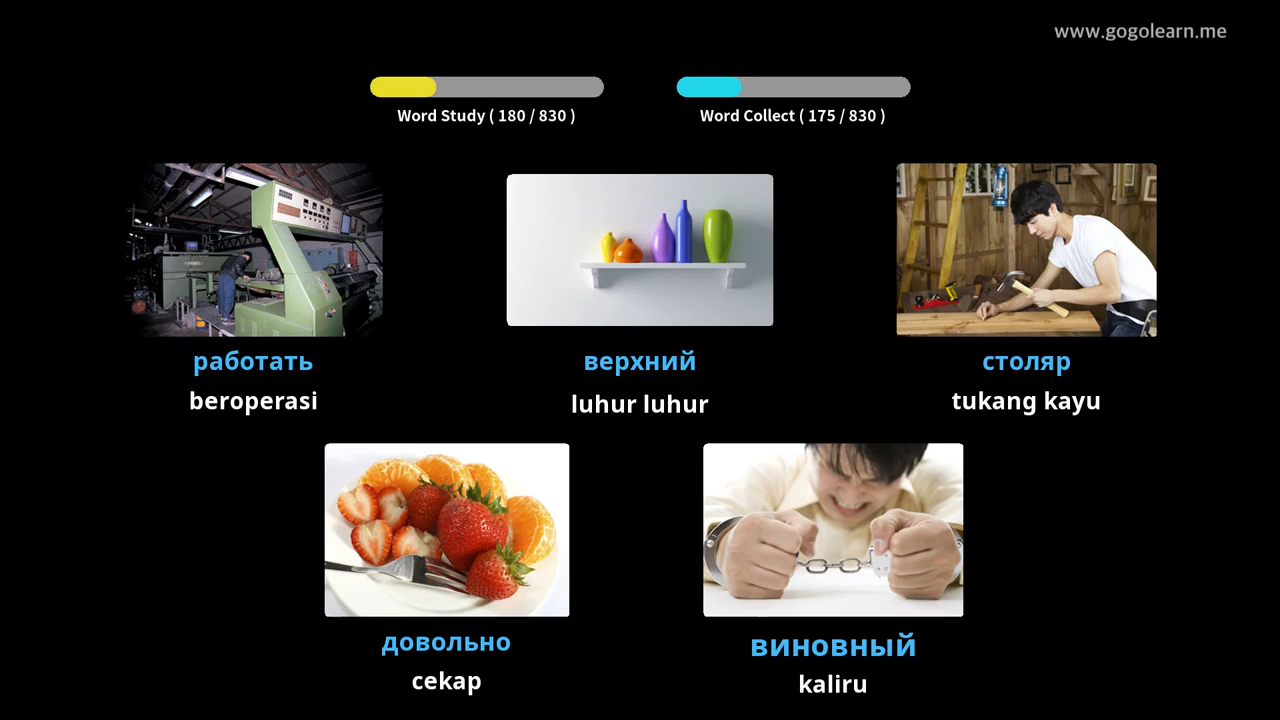 www.gogolearn.me
Word Study ( 180 / 830 )
Word Collect ( 175 / 830 )
работать
beroperasi
верхний
luhur luhur
столяр
tukang kayu
довольно
cekap
виновный
kaliru